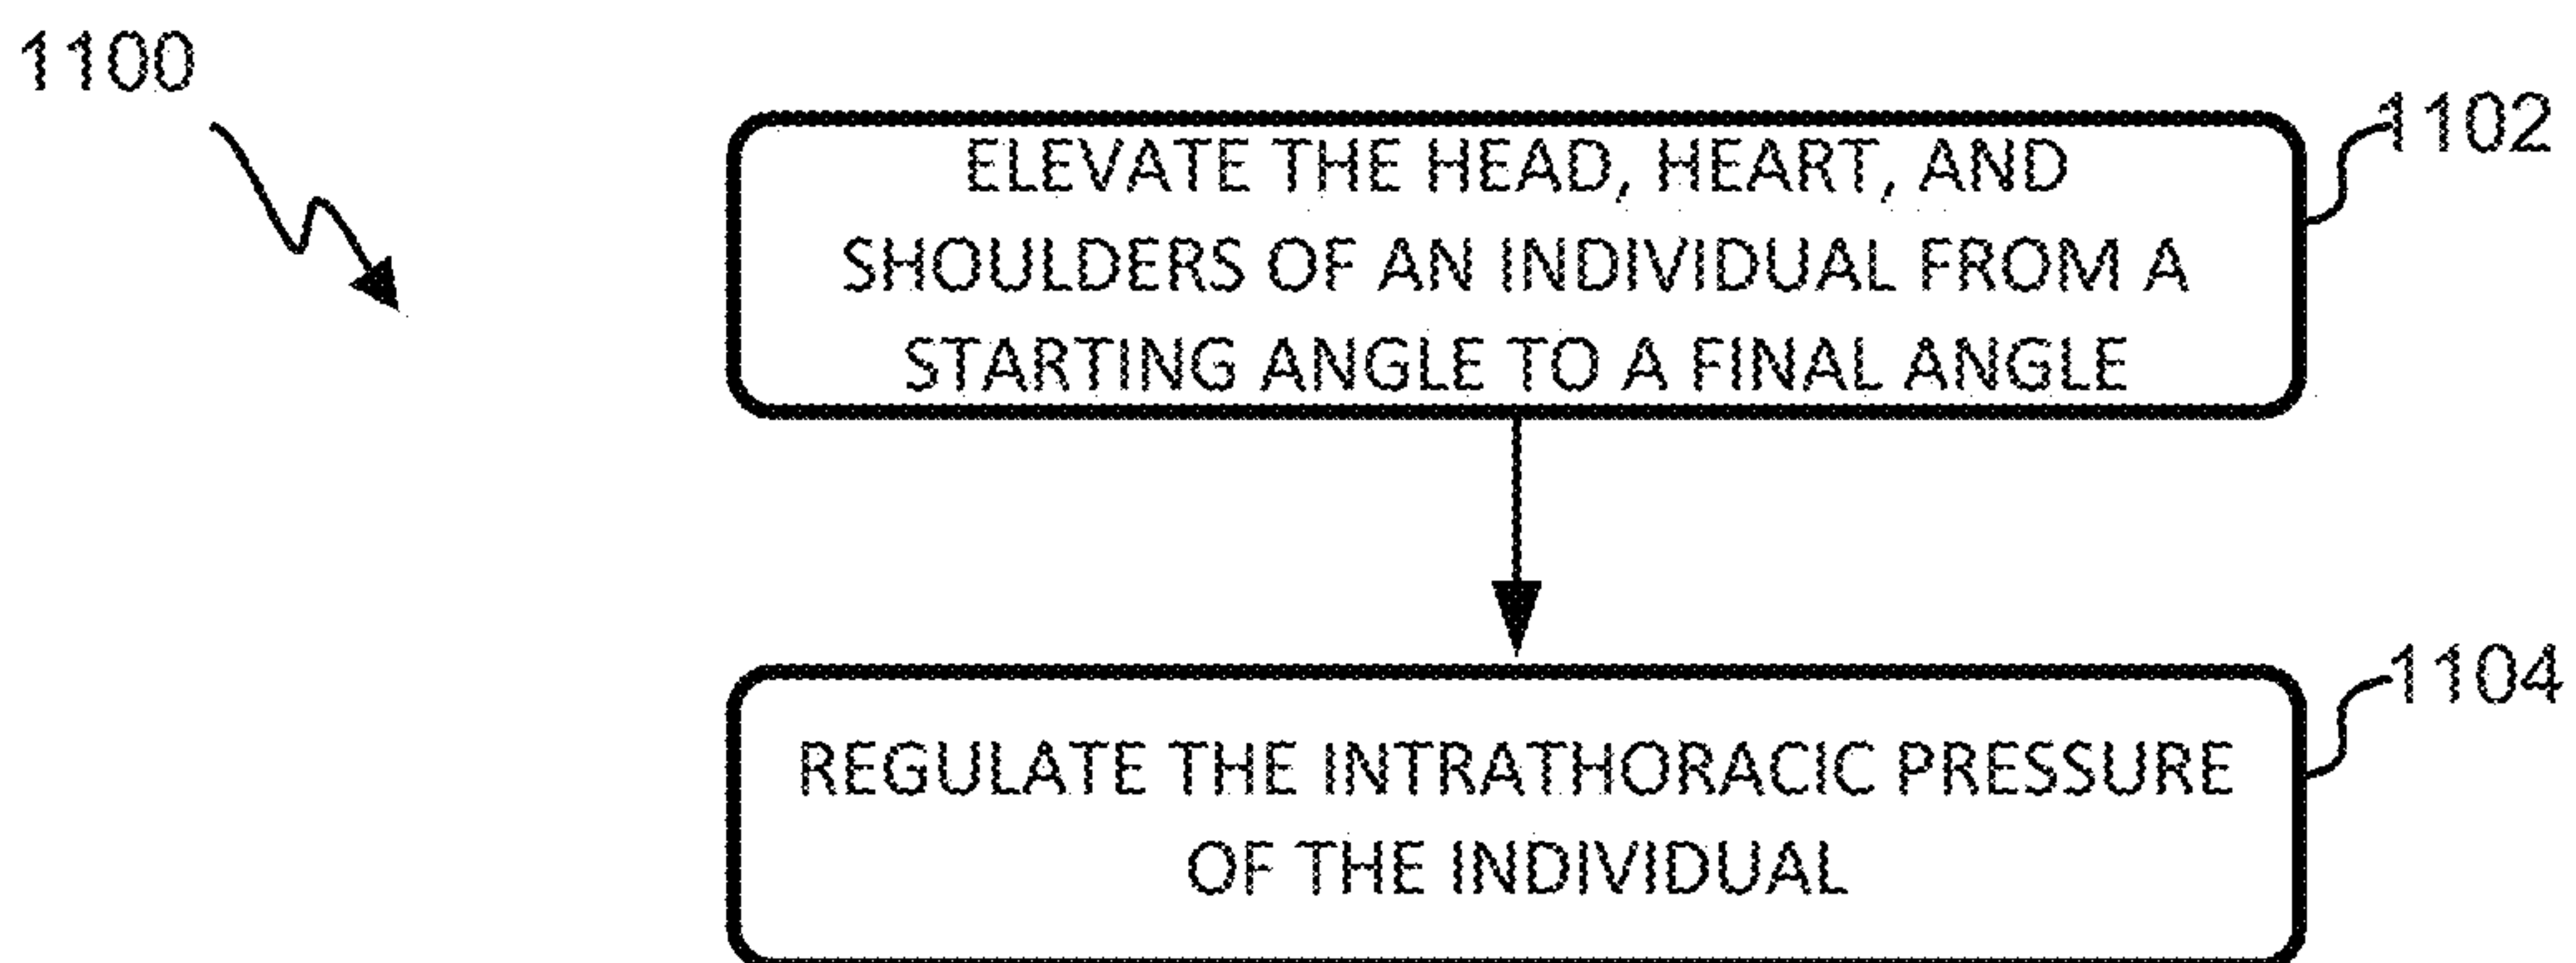 1100
1102
ELEVATE THE HEAD, HEART, AND
SHOULDERS OF AN INDIVIDUAL FROM A
STARTING ANGLE TO A FINAL ANGLE
1104
REGULATE THE INTRATHORACIC PRESSURE
OF THE INDIVIDUAL